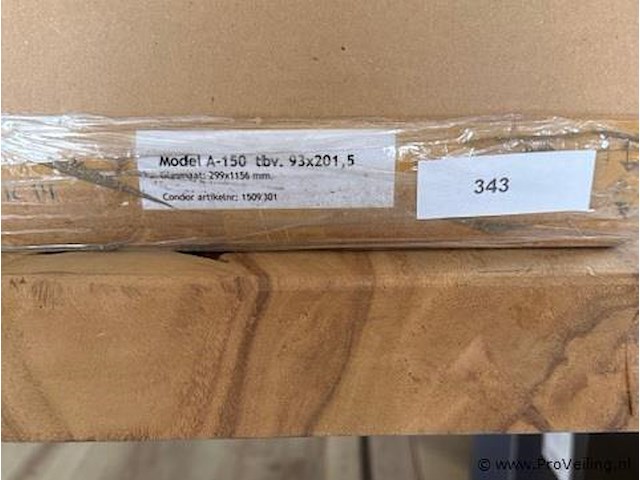 Model A-150 tbv. 93x201,5
Glasmaat: 299x1156 mm.
Condor artikelnr: 1509301
343
© www.ProVeiling.nl